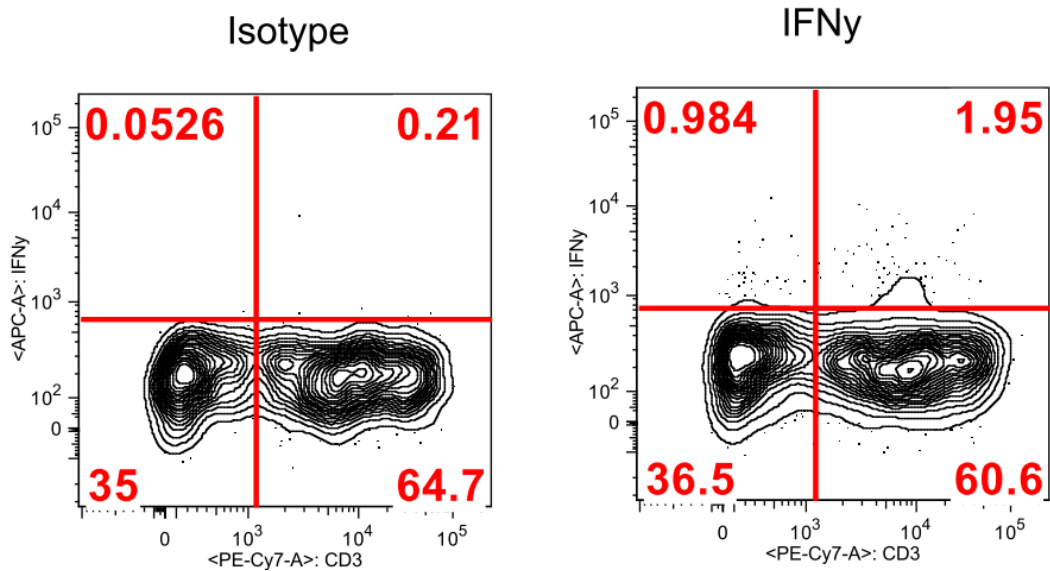 Isotype
IFNy
0.0526 0.21
10^5
10^4
10^3
10^2
0
<APC-A>: IFNy
35 64.7
0 10^3 10^4 10^5
<PE-Cy7-A>: CD3
0.984 1.95
10^5
10^4
10^3
10^2
0
<APC-A>: IFNy
36.5 60.6
0 10^3 10^4 10^5
<PE-Cy7-A>: CD3